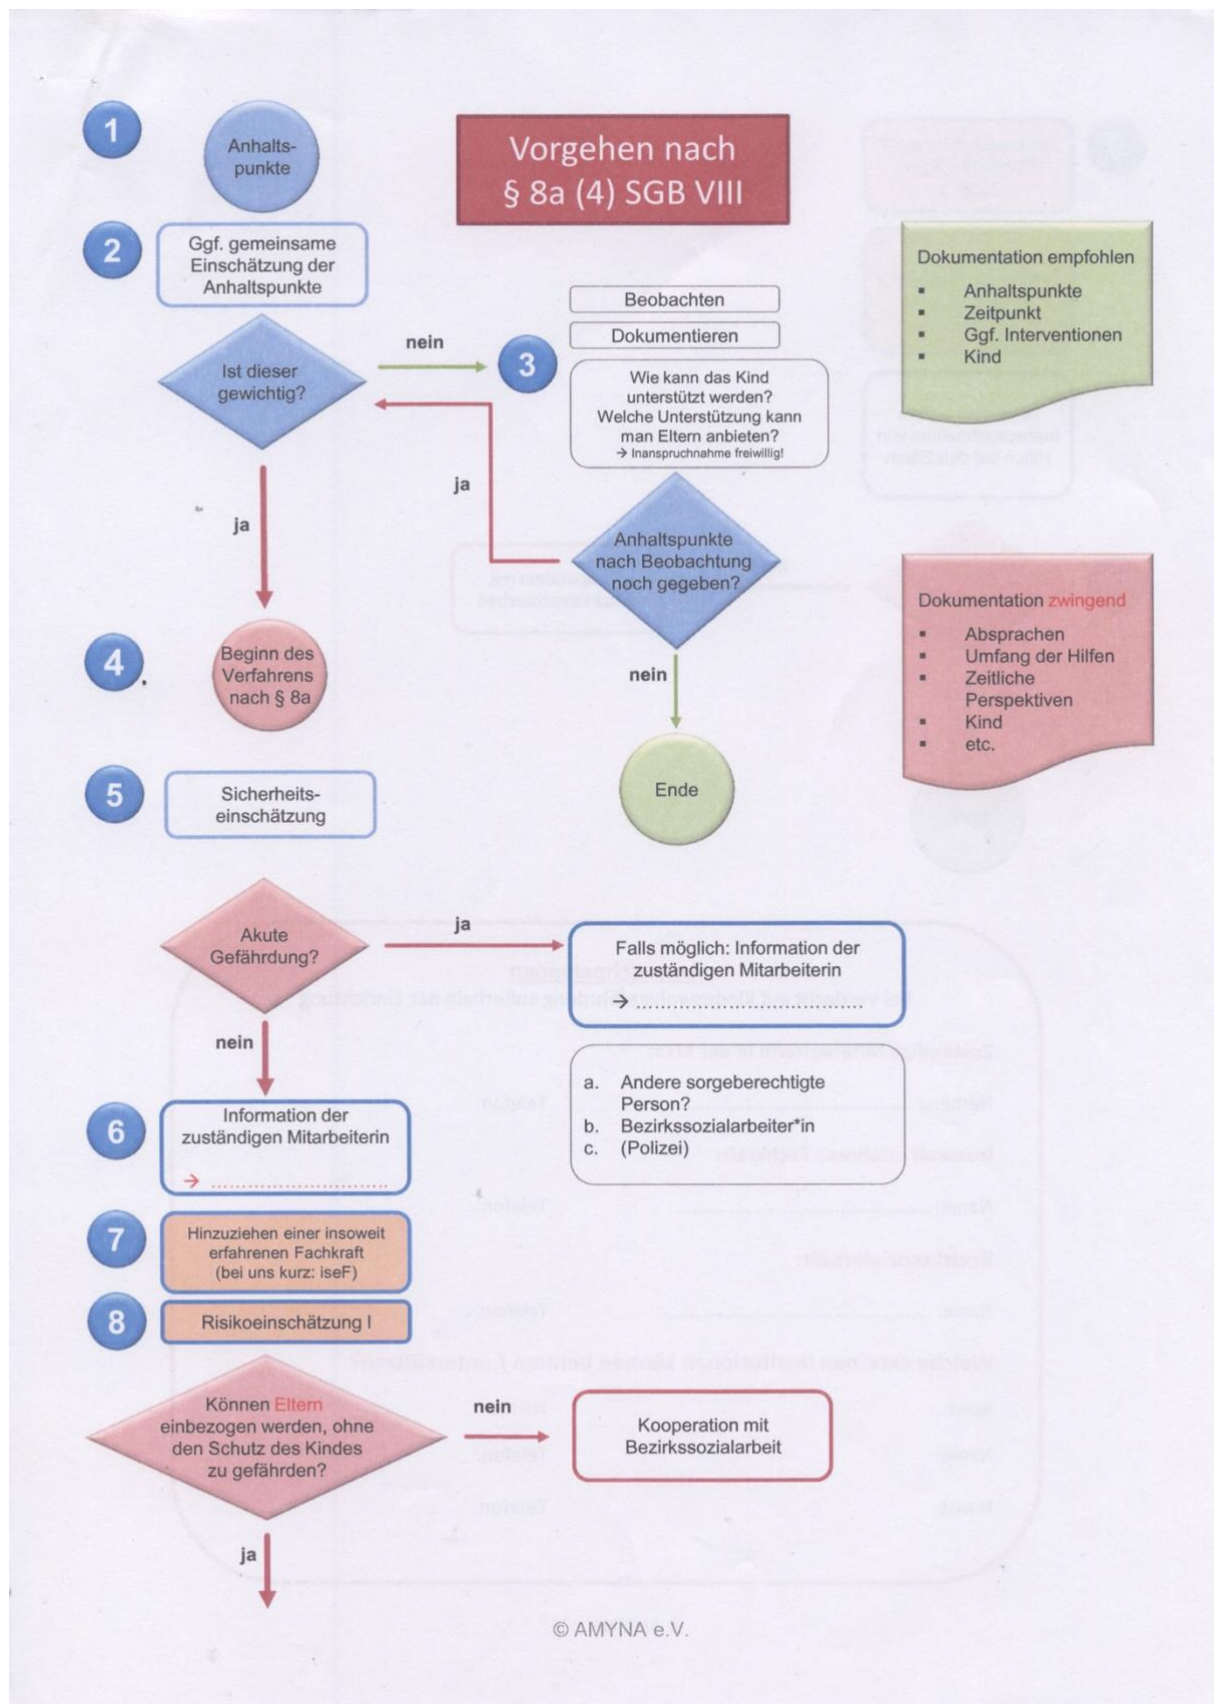 1
Anhalts-
punkte
Vorgehen nach
§ 8a (4) SGB VIII
2
Ggf. gemeinsame
Einschätzung der
Anhaltspunkte
Dokumentation empfohlen
▪ Anhaltspunkte
▪ Zeitpunkt
▪ Ggf. Interventionen
▪ Kind
Ist dieser
gewichtig?
nein
3
Beobachten
Dokumentieren
Wie kann das Kind
unterstützt werden?
Welche Unterstützung kann
man Eltern anbieten?
→ Inanspruchnahme freiwillig!
ja
ja
Anhaltspunkte
nach Beobachtung
noch gegeben?
nein
Ende
Dokumentation zwingend
▪ Absprachen
▪ Umfang der Hilfen
▪ Zeitliche
Perspektiven
▪ Kind
▪ etc.
4
Beginn des
Verfahrens
nach § 8a
5
Sicherheits-
einschätzung
Akute
Gefährdung?
ja
Falls möglich: Information der
zuständigen Mitarbeiterin
→ ....................................
a. Andere sorgeberechtigte
Person?
b. Bezirkssozialarbeiter*in
c. (Polizei)
nein
6
Information der
zuständigen Mitarbeiterin
→ ............................
7
Hinzuziehen einer insoweit
erfahrenen Fachkraft
(bei uns kurz: iseF)
8
Risikoeinschätzung I
Können Eltern
einbezogen werden, ohne
den Schutz des Kindes
zu gefährden?
nein
Kooperation mit
Bezirkssozialarbeit
ja
© AMYNA e.V.